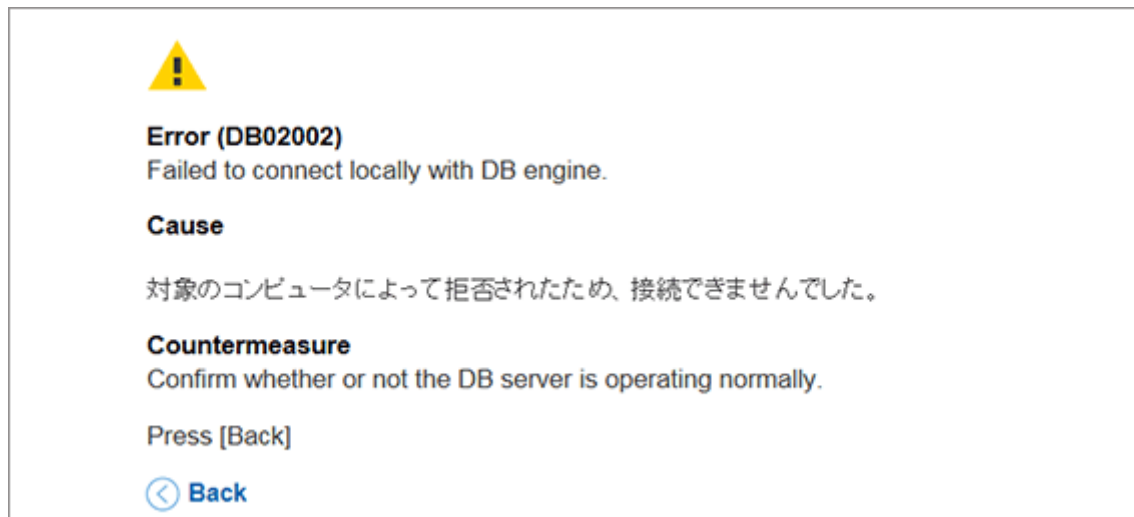 Error (DB02002)
Failed to connect locally with DB engine.
Cause
対象のコンピュータによって拒否されたため、接続できませんでした。
Countermeasure
Confirm whether or not the DB server is operating normally.
Press [Back]
Back